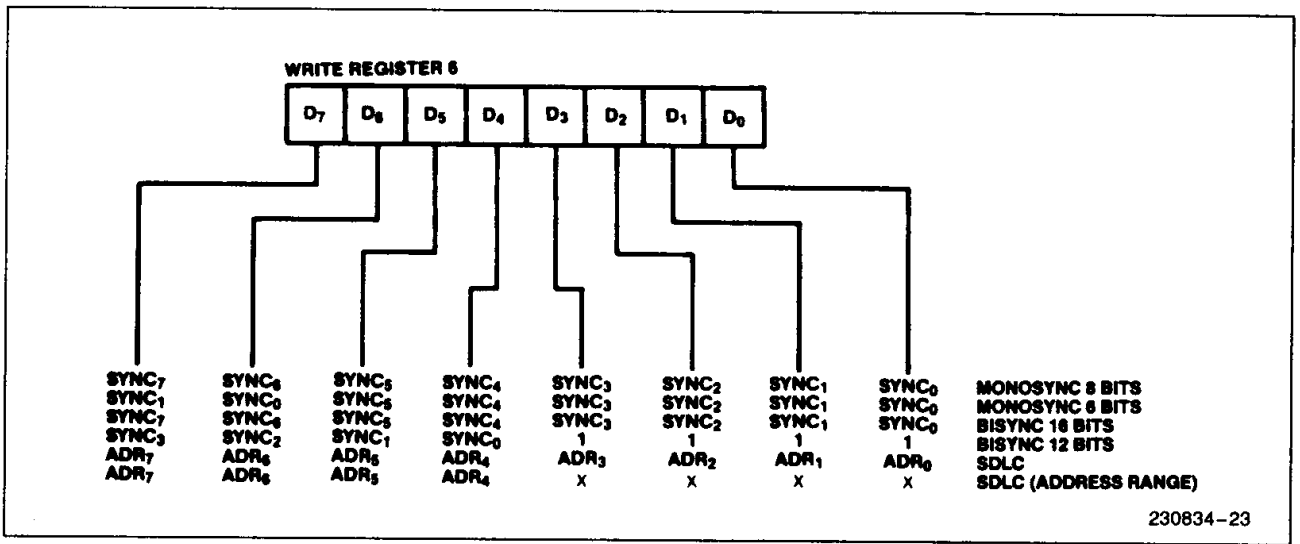 WRITE REGISTER 6
D₇ D₆ D₅ D₄ D₃ D₂ D₁ D₀
SYNC₇ SYNC₆ SYNC₅ SYNC₄ SYNC₃ SYNC₂ SYNC₁ SYNC₀ MONOSYNC 8 BITS
SYNC₁ SYNC₀ SYNC₅ SYNC₄ SYNC₃ SYNC₂ SYNC₁ SYNC₀ MONOSYNC 6 BITS
SYNC₇ SYNC₆ SYNC₅ SYNC₄ SYNC₃ SYNC₂ SYNC₁ SYNC₀ BISYNC 16 BITS
SYNC₃ SYNC₂ SYNC₁ SYNC₀ 1 1 1 1 BISYNC 12 BITS
ADR₇ ADR₆ ADR₅ ADR₄ ADR₃ ADR₂ ADR₁ ADR₀ SDLC
ADR₇ ADR₆ ADR₅ ADR₄ X X X X SDLC (ADDRESS RANGE)
230834-23